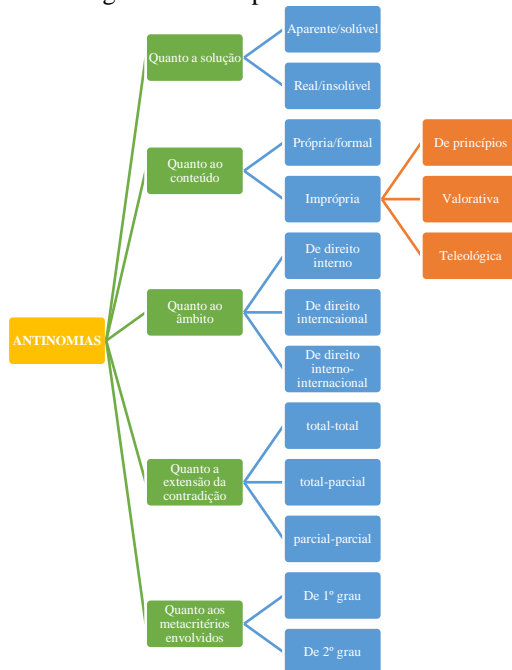 Aparente/solúvel
Quanto a solução
Real/insolúvel
Própria/formal
De princípios
Quanto ao
conteúdo
Imprópria
Valorativa
Teleológica
De direito
interno
Quanto ao
âmbito
De direito
interncaional
ANTINOMIAS
De direito
interno-
internacional
total-total
Quanto a
extensão da
contradição
total-parcial
parcial-parcial
De 1º grau
Quanto aos
metacritérios
envolvidos
De 2º grau